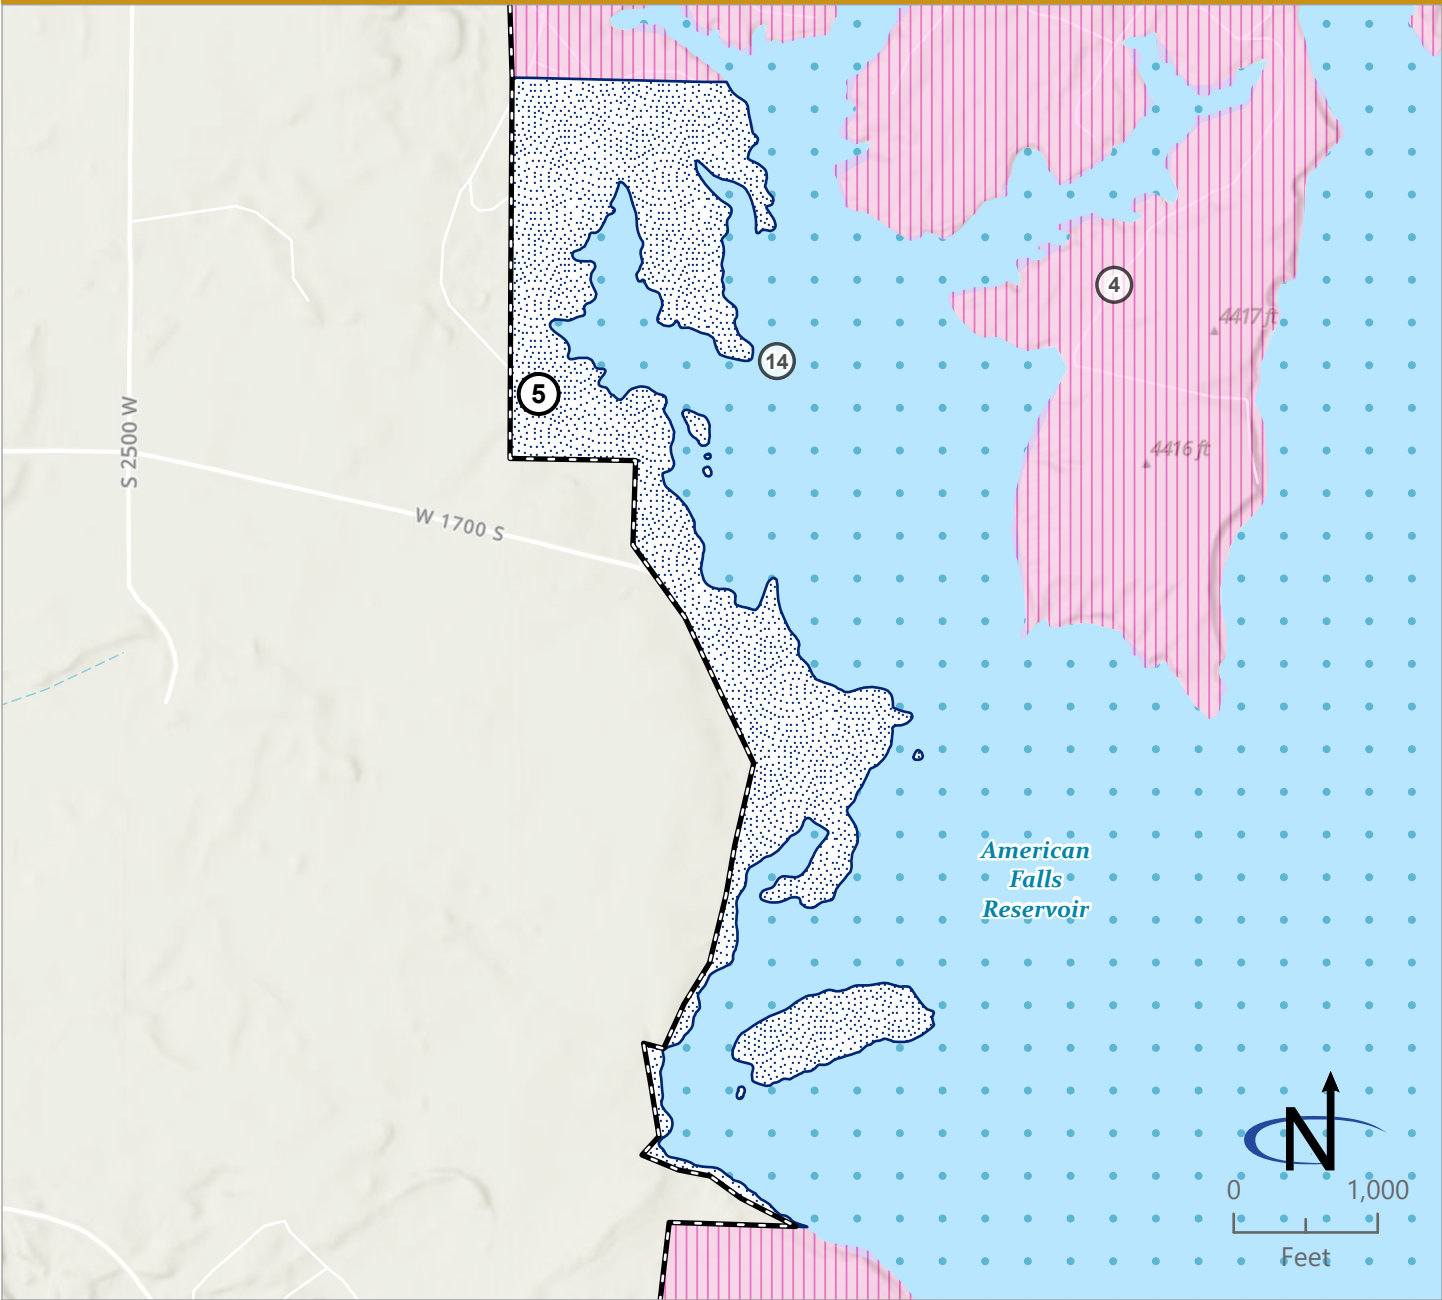 4
4417 ft
14
5
S 2500 W
4416 ft
W 1700 S
American
Falls
Reservoir
N
0 1,000
Feet